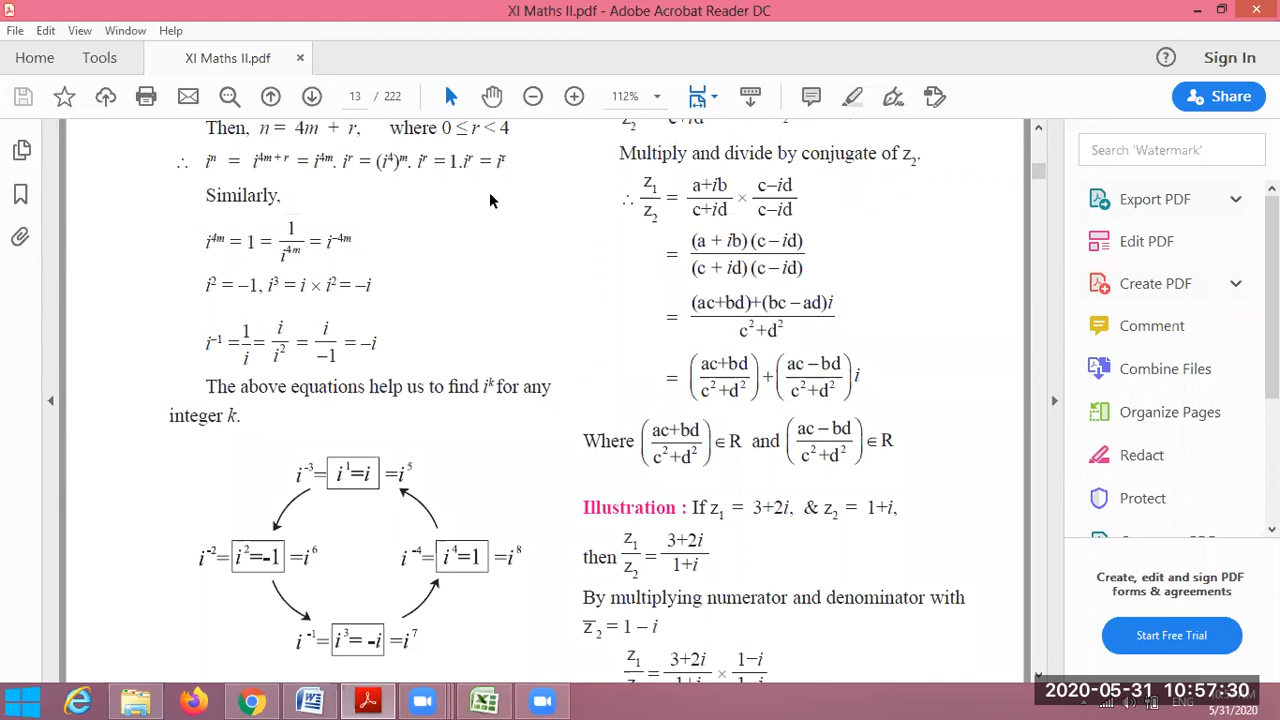 XI Maths II.pdf - Adobe Acrobat Reader DC
File Edit View Window Help
Home Tools XI Maths II.pdf × Sign In
13 / 222 112% Share
Then, n = 4m + r, where 0 ≤ r < 4
∴ iⁿ = i⁴ᵐ⁺ʳ = i⁴ᵐ. iʳ = (i⁴)ᵐ. iʳ = 1.iʳ = iʳ
Similarly,
i⁴ᵐ = 1 = 1/i⁴ᵐ = i⁻⁴ᵐ
i² = –1, i³ = i × i² = –i
i⁻¹ = 1/i = i/i² = i/–1 = –i
The above equations help us to find iᵏ for any
integer k.
i⁻³= i¹=i =i⁵
i⁻²= i²=-1 =i⁶ i⁻⁴= i⁴=1 =i⁸
i⁻¹= i³= -i =i⁷
z₂ c+id
Multiply and divide by conjugate of z₂.
∴ z₁/z₂ = a+ib/c+id × c–id/c–id
= (a + ib) (c – id)/(c + id) (c – id)
= (ac+bd)+(bc – ad)i/c²+d²
= (ac+bd/c²+d²) + (ac – bd/c²+d²) i
Where (ac+bd/c²+d²) ∈ R and (ac – bd/c²+d²) ∈ R
Illustration : If z₁ = 3+2i, & z₂ = 1+i,
then z₁/z₂ = 3+2i/1+i
By multiplying numerator and denominator with
z̅₂ = 1 – i
z₁/z₂ = 3+2i/1+i × 1–i/1–i
Search 'Watermark'
Export PDF
Edit PDF
Create PDF
Comment
Combine Files
Organize Pages
Redact
Protect
Create, edit and sign PDF
forms & agreements
Start Free Trial
2020-05-31 10:57:30
ENG
5/31/2020